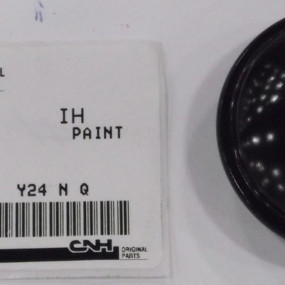 L
IH
PAINT
Y24 N Q
CNH ORIGINAL
PARTS